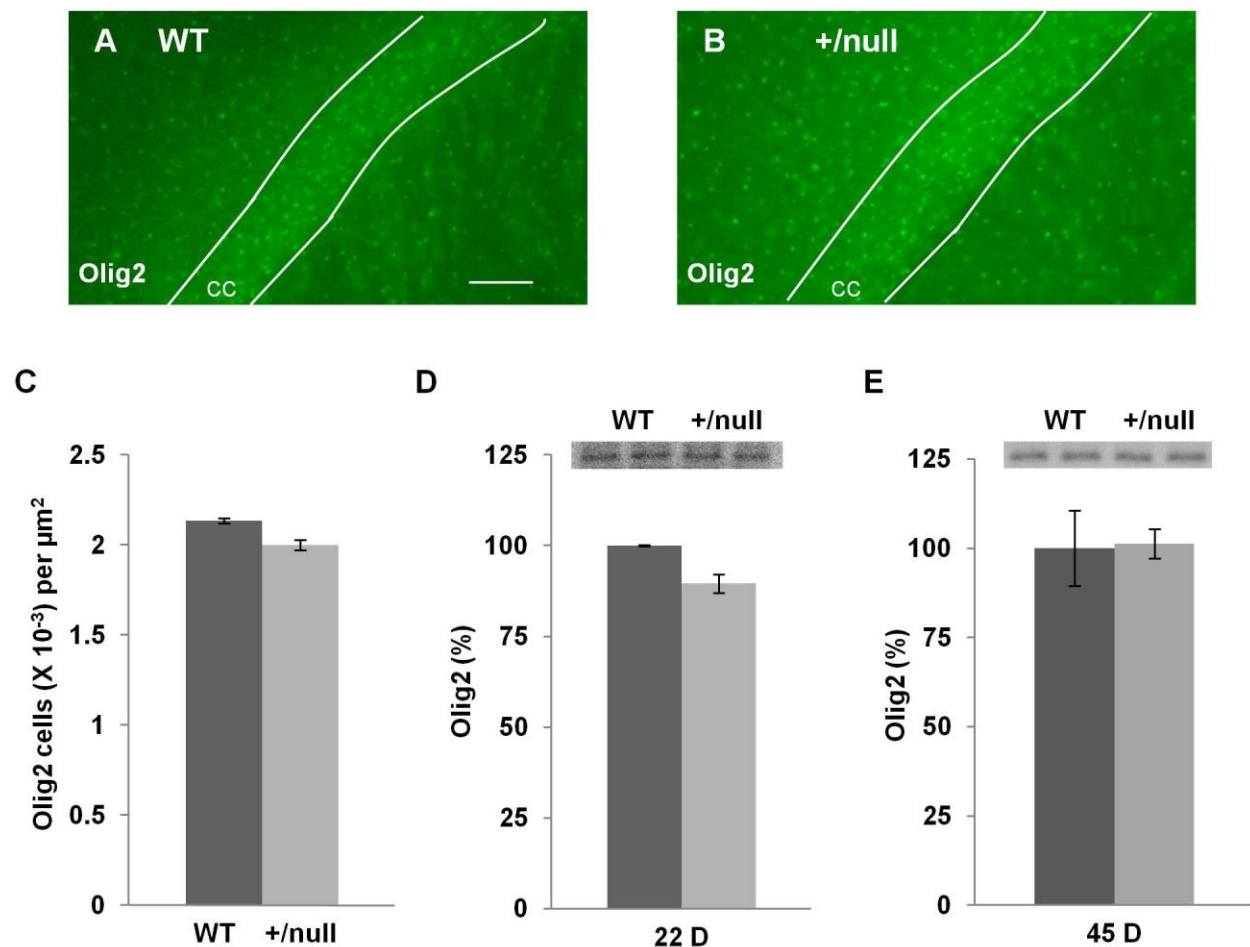 A WT
Olig2
CC
B +/null
Olig2
CC
C
Olig2 cells (X 10⁻³) per µm²
2.5
2
1.5
1
0.5
0
WT +/null
D
WT +/null
Olig2 (%)
125
100
75
50
25
0
22 D
E
WT +/null
Olig2 (%)
125
100
75
50
25
0
45 D